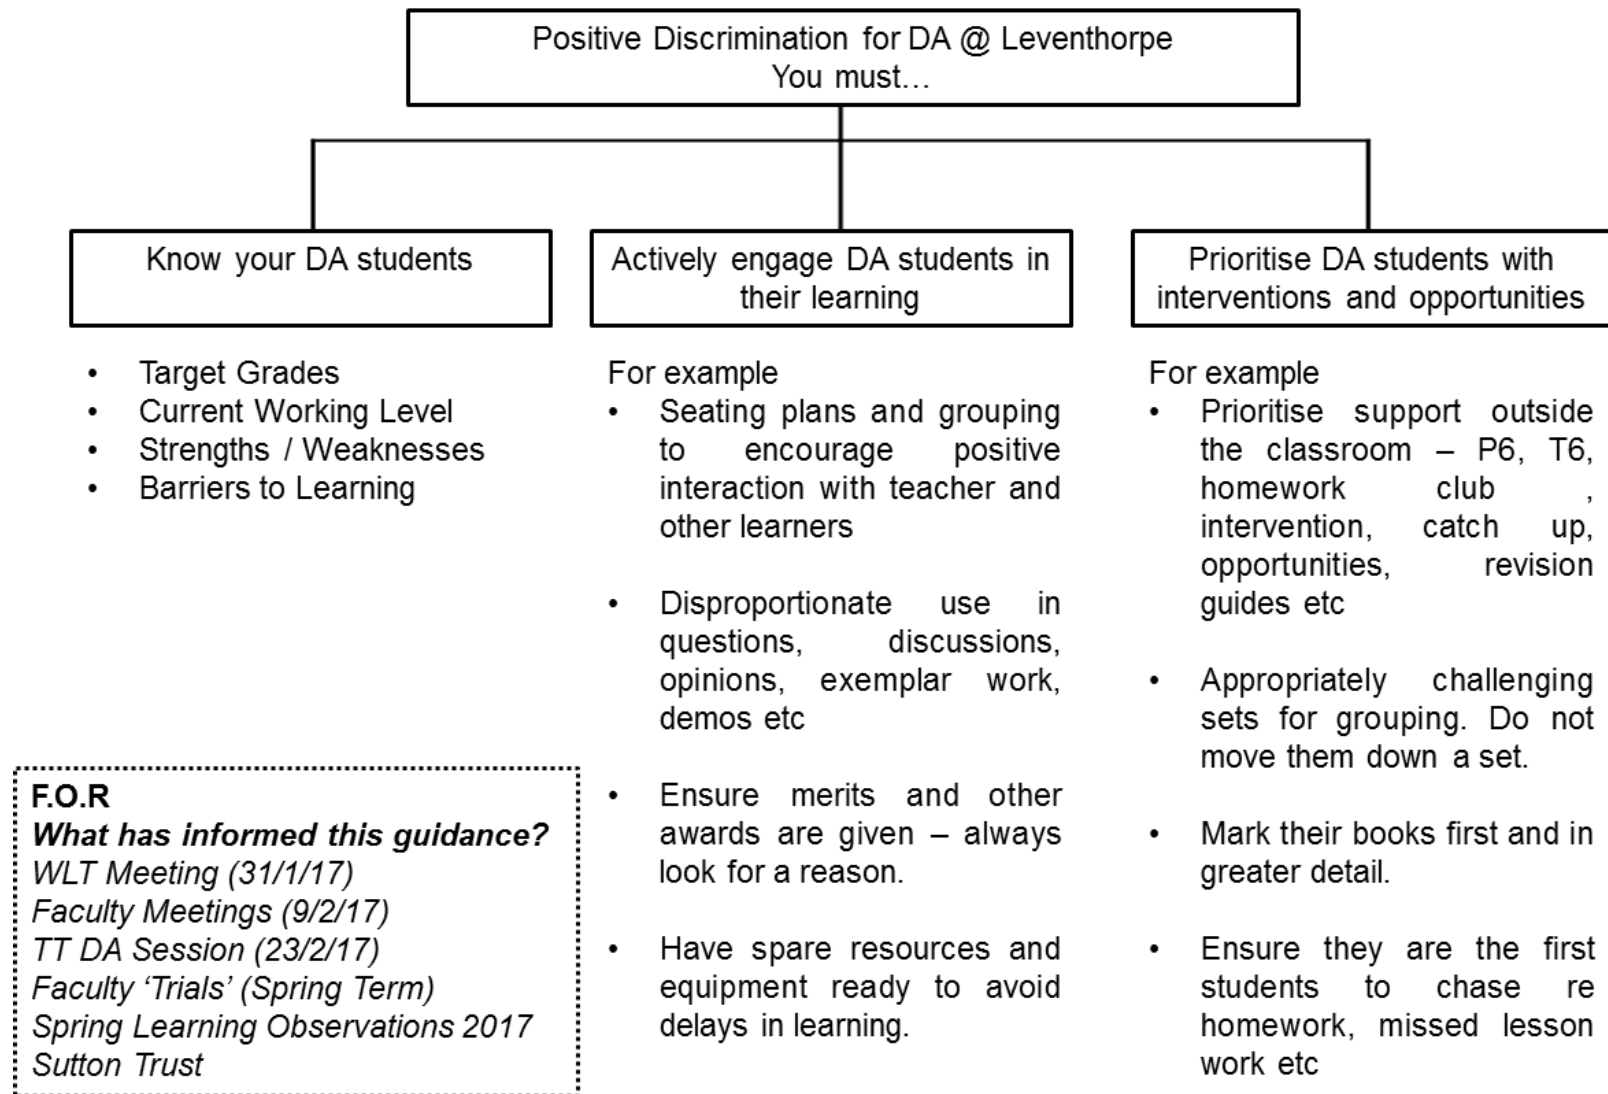 Positive Discrimination for DA @ Leventhorpe
You must…
Know your DA students
• Target Grades
• Current Working Level
• Strengths / Weaknesses
• Barriers to Learning
F.O.R
What has informed this guidance?
WLT Meeting (31/1/17)
Faculty Meetings (9/2/17)
TT DA Session (23/2/17)
Faculty ‘Trials’ (Spring Term)
Spring Learning Observations 2017
Sutton Trust
Actively engage DA students in
their learning
For example
• Seating plans and grouping
to encourage positive
interaction with teacher and
other learners
• Disproportionate use in
questions, discussions,
opinions, exemplar work,
demos etc
• Ensure merits and other
awards are given – always
look for a reason.
• Have spare resources and
equipment ready to avoid
delays in learning.
Prioritise DA students with
interventions and opportunities
For example
• Prioritise support outside
the classroom – P6, T6,
homework club ,
intervention, catch up,
opportunities, revision
guides etc
• Appropriately challenging
sets for grouping. Do not
move them down a set.
• Mark their books first and in
greater detail.
• Ensure they are the first
students to chase re
homework, missed lesson
work etc